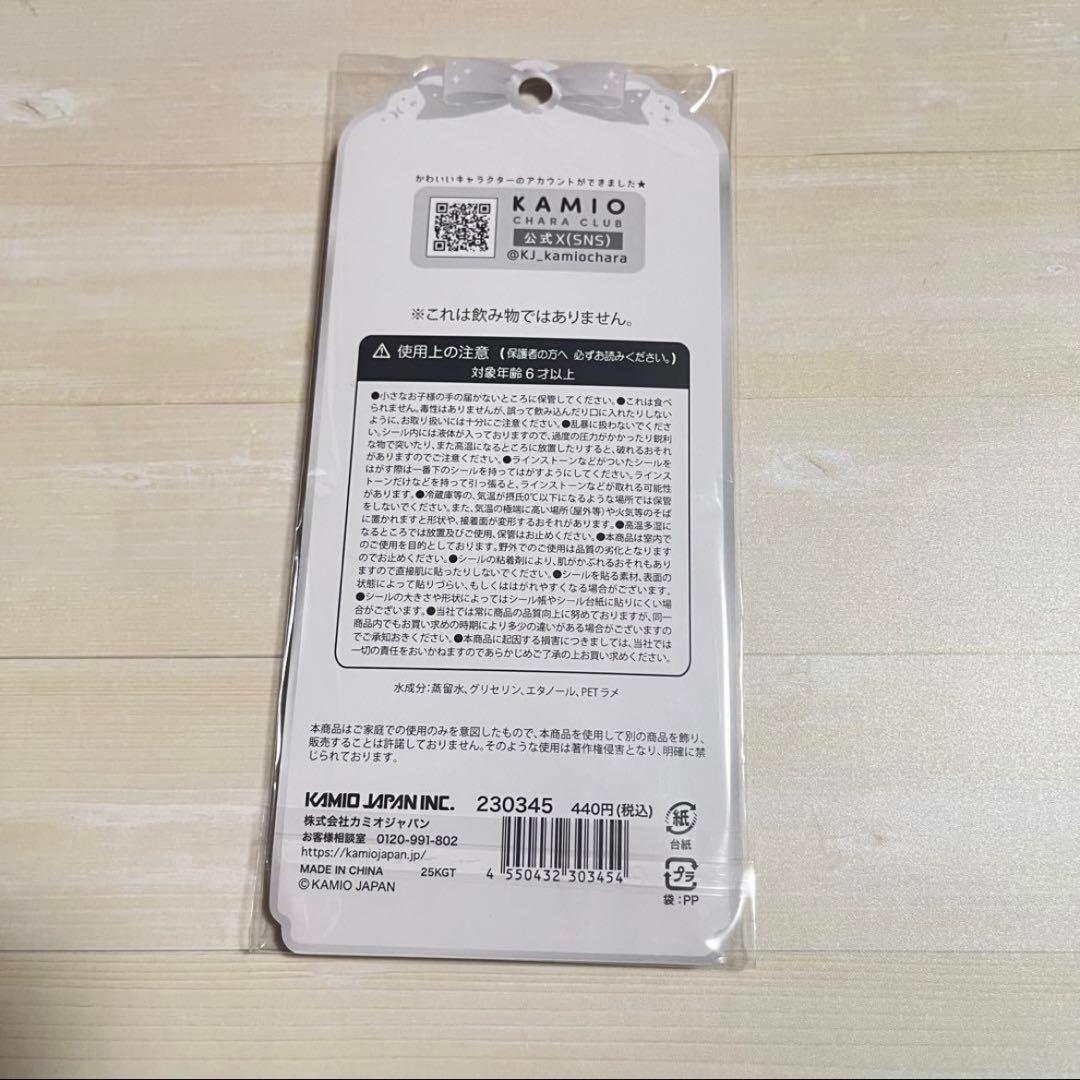 かわいいキャラクターのアカウントができました★
KAMIO
CHARA CLUB
公式X(SNS)
@KJ_kamiochara
※これは飲み物ではありません。
⚠ 使用上の注意 (保護者の方へ 必ずお読みください。)
対象年齢6才以上
●小さなお子様の手の届かないところに保管してください。●これは食べ
られません。毒性はありませんが、誤って飲み込んだり口に入れたりしない
ように、お取り扱いには十分にご注意ください。●乱暴に扱わないでくださ
い。シール内には液体が入っておりますので、過度の圧力がかかったり鋭利
な物で突いたり、また高温になるところに放置したりすると、破れるおそれ
がありますのでご注意ください。●ラインストーンなどがついたシールを
はがす際は一番下のシールを持ってはがすようにしてください。ラインス
トーンだけなどを持って引っ張ると、ラインストーンなどが取れる可能性
があります。●冷蔵庫等の、気温が摂氏0℃以下になるような場所では保管
をしないでください。また、気温の極端に高い場所(屋外等)や火気等のそば
に置かれますと形状や、接着面が変形するおそれがあります。●高温多湿に
なるところでは放置及びご使用、保管はお止めください。●本商品は室内で
のご使用を目的としております。野外でのご使用は品質の劣化となります
のでお止めください。●シールの粘着剤により、肌がかぶれるおそれもあり
ますので直接肌に貼ったりしないでください。●シールを貼る素材、表面の
状態によって貼りづらい、もしくははがれやすくなる場合がございます。
●シールの大きさや形状によってはシール帳やシール台紙に貼りにくい場
合がございます。●当社では常に商品の品質向上に努めておりますが、同一
商品内でもお買い求めの時期により多少の違いがある場合がございますの
でご承知おきください。●本商品に起因する損害につきましては、当社では
一切の責任をおいかねますのであらかじめご了承の上お買い求めください。
水成分:蒸留水、グリセリン、エタノール、PETラメ
本商品はご家庭での使用のみを意図したもので、本商品を使用して別の商品を飾り、
販売することは許諾しておりません。そのような使用は著作権侵害となり、明確に禁
じられております。
KAMIO JAPAN INC. 230345 440円(税込)
株式会社カミオジャパン
お客様相談室 0120-991-802
https://kamiojapan.jp/
MADE IN CHINA 25KGT
©KAMIO JAPAN
4 550432 303454
紙
台紙
プラ
袋:PP